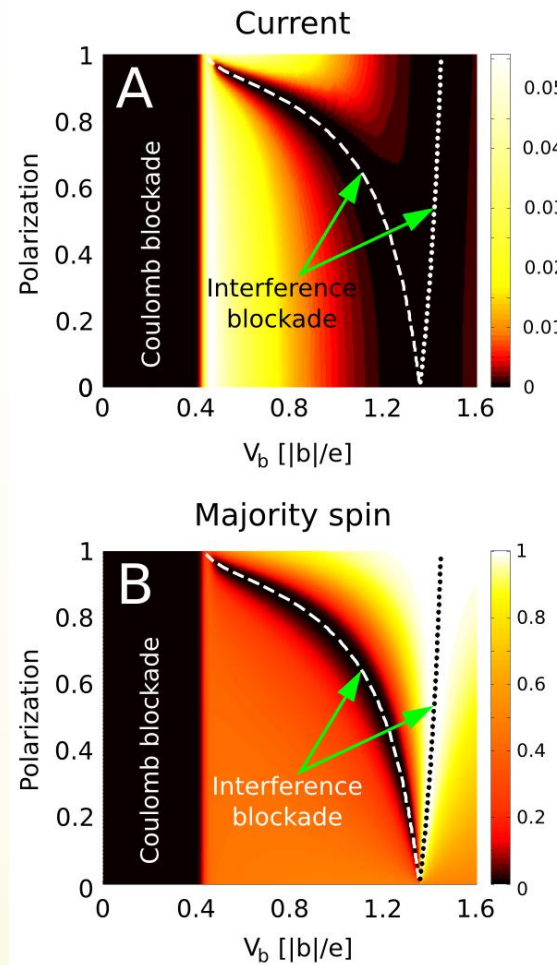 Current
A
Coulomb blockade
Interference
blockade
Polarization
1
0.8
0.6
0.4
0.2
0
0
0.4
0.8
1.2
1.6
V_b [|b|/e]
0.05
0.04
0.03
0.02
0.01
0
Majority spin
B
Coulomb blockade
Interference
blockade
Polarization
1
0.8
0.6
0.4
0.2
0
0
0.4
0.8
1.2
1.6
V_b [|b|/e]
1
0.8
0.6
0.4
0.2
0